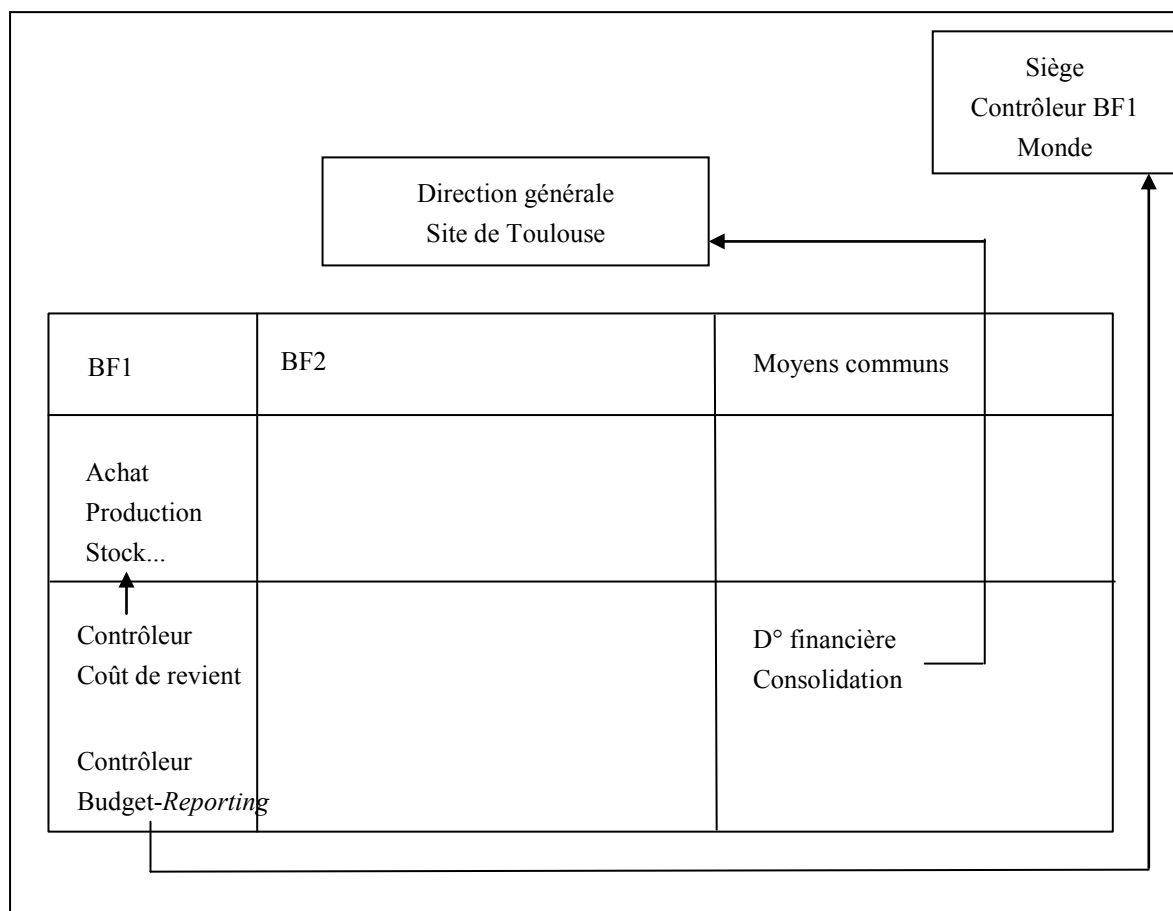 Siège
Contrôleur BF1
Monde
Direction générale
Site de Toulouse
BF1
BF2
Moyens communs
Achat
Production
Stock...
Contrôleur
Coût de revient
D° financière
Consolidation
Contrôleur
Budget-Reporting